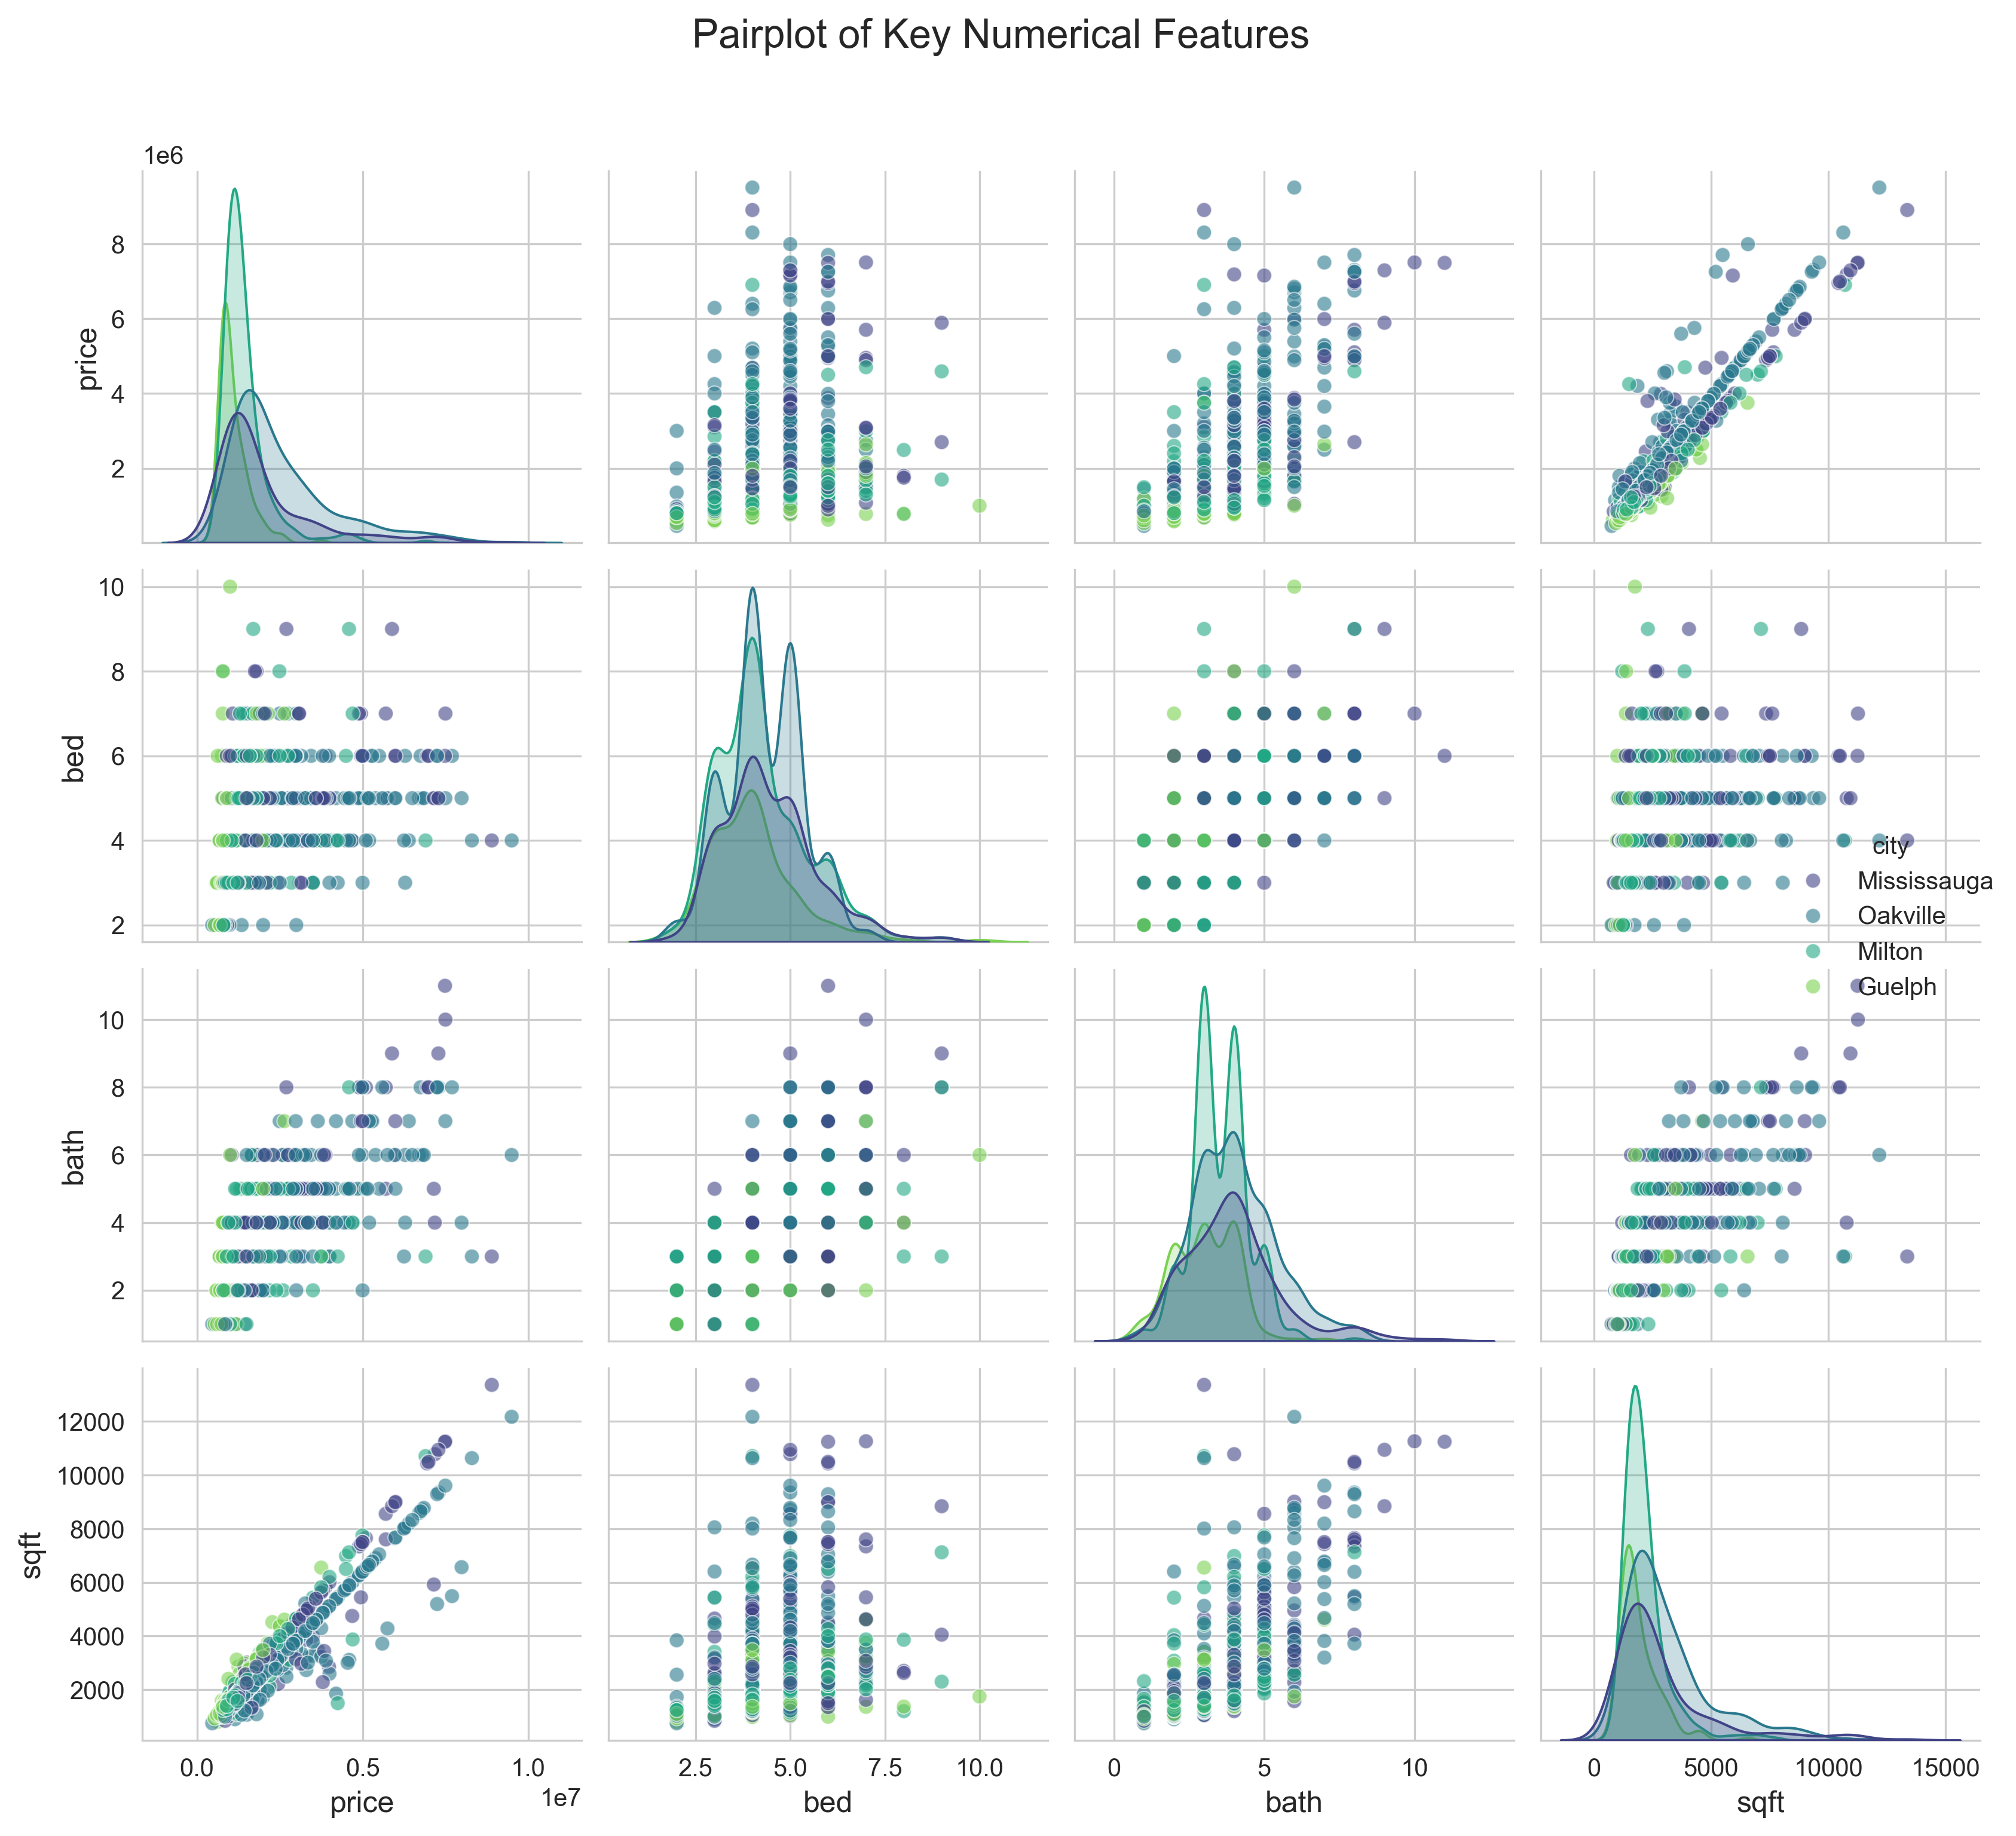 Pairplot of Key Numerical Features
1e6
8
6
4
2
price
10
8
6
4
2
bed
city
Mississauga
Oakville
Milton
Guelph
10
8
6
4
2
bath
12000
10000
8000
6000
4000
2000
sqft
0.0 0.5 1.0
1e7
price
2.5 5.0 7.5 10.0
bed
0 5 10
bath
0 5000 10000 15000
sqft